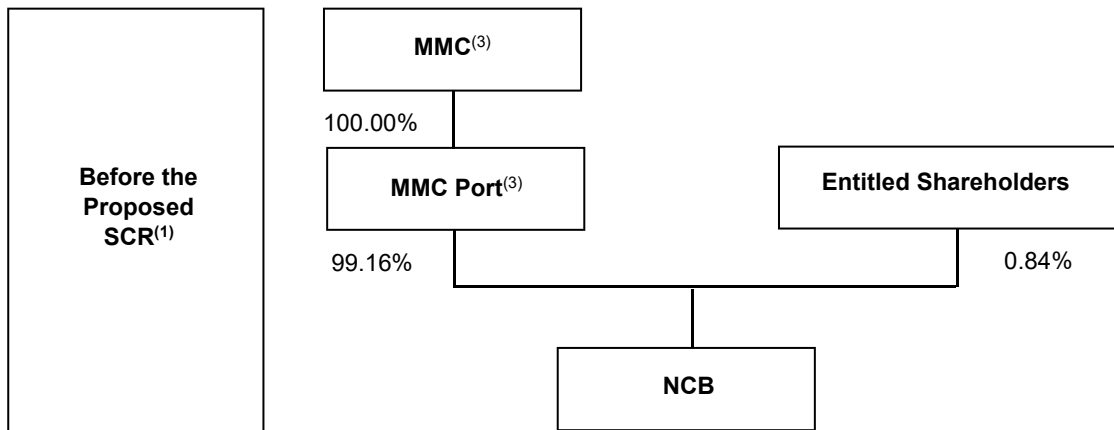 MMC(3)
100.00%
Before the
Proposed
SCR(1)
MMC Port(3)
Entitled Shareholders
99.16%
0.84%
NCB